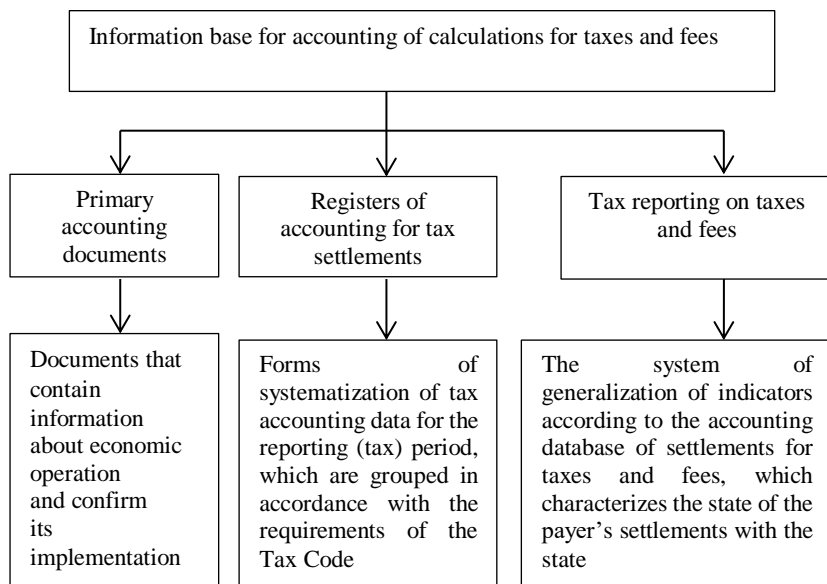 Information base for accounting of calculations for taxes and fees
Primary
accounting
documents
Registers of
accounting for tax
settlements
Tax reporting on taxes
and fees
Documents that
contain
information
about economic
operation
and confirm
its
implementation
Forms of
systematization of tax
accounting data for the
reporting (tax) period,
which are grouped in
accordance with the
requirements of the
Tax Code
The system of
generalization of indicators
according to the accounting
database of settlements for
taxes and fees, which
characterizes the state of the
payer’s settlements with the
state